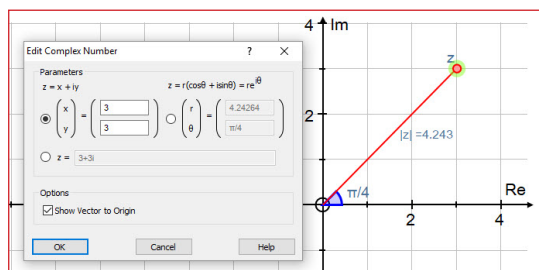 Edit Complex Number ? ×
Parameters
z = x + iy z = r(cosθ + isinθ) = re^iθ
( x y ) = ( 3 3 ) ( r θ ) = ( 4.24264 π/4 )
z = 3+3i
Options
Show Vector to Origin
OK Cancel Help
4 Im
z
2
|z| =4.243
π/4
Re
2 4